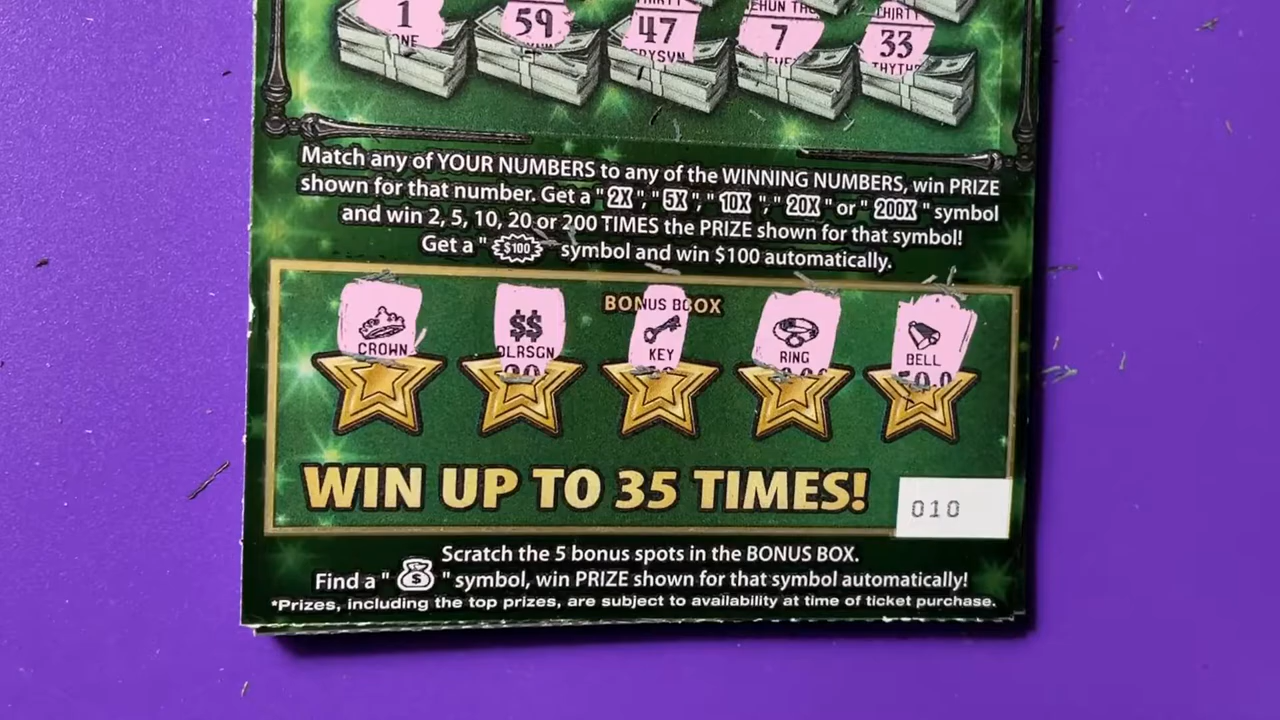 1 59 47 7 33
ONE
Match any of YOUR NUMBERS to any of the WINNING NUMBERS, win PRIZE
shown for that number. Get a "2X", "5X", "10X", "20X" or "200X" symbol
and win 2, 5, 10, 20 or 200 TIMES the PRIZE shown for that symbol!
Get a "$100" symbol and win $100 automatically.
BONUS BOX
$$
CROWN DLRSGN KEY RING BELL
WIN UP TO 35 TIMES!
010
Scratch the 5 bonus spots in the BONUS BOX.
Find a "$" symbol, win PRIZE shown for that symbol automatically!
*Prizes, including the top prizes, are subject to availability at time of ticket purchase.